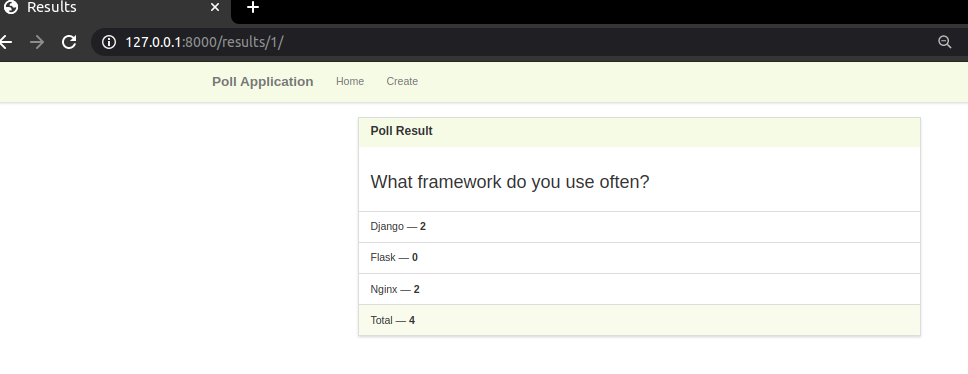 Results
127.0.0.1:8000/results/1/
Poll Application Home Create
Poll Result
What framework do you use often?
Django — 2
Flask — 0
Nginx — 2
Total — 4